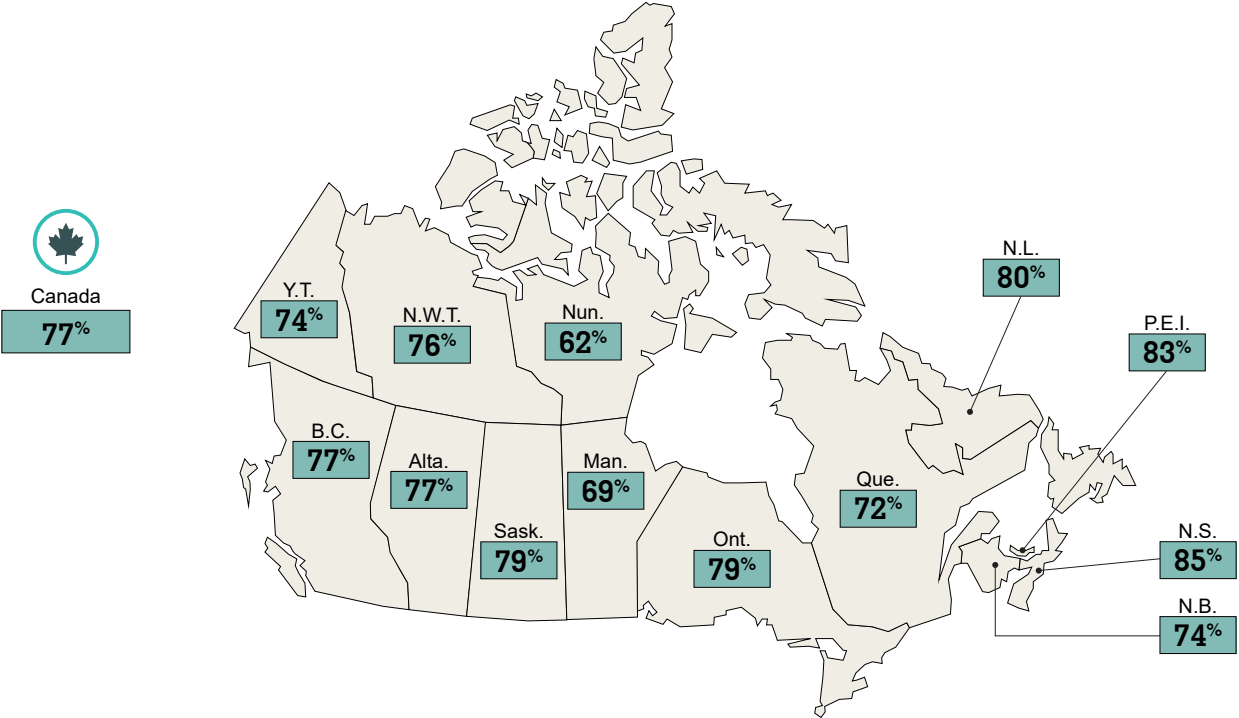 Canada
77%
Y.T.
74%
N.W.T.
76%
Nun.
62%
B.C.
77%
Alta.
77%
Sask.
79%
Man.
69%
Ont.
79%
Que.
72%
N.L.
80%
P.E.I.
83%
N.S.
85%
N.B.
74%